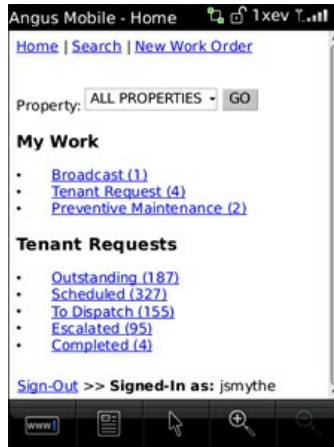 Angus Mobile - Home 1xev
Home | Search | New Work Order
Property: ALL PROPERTIES GO
My Work
• Broadcast (1)
• Tenant Request (4)
• Preventive Maintenance (2)
Tenant Requests
• Outstanding (187)
• Scheduled (327)
• To Dispatch (155)
• Escalated (95)
• Completed (4)
Sign-Out >> Signed-In as: jsmythe
www